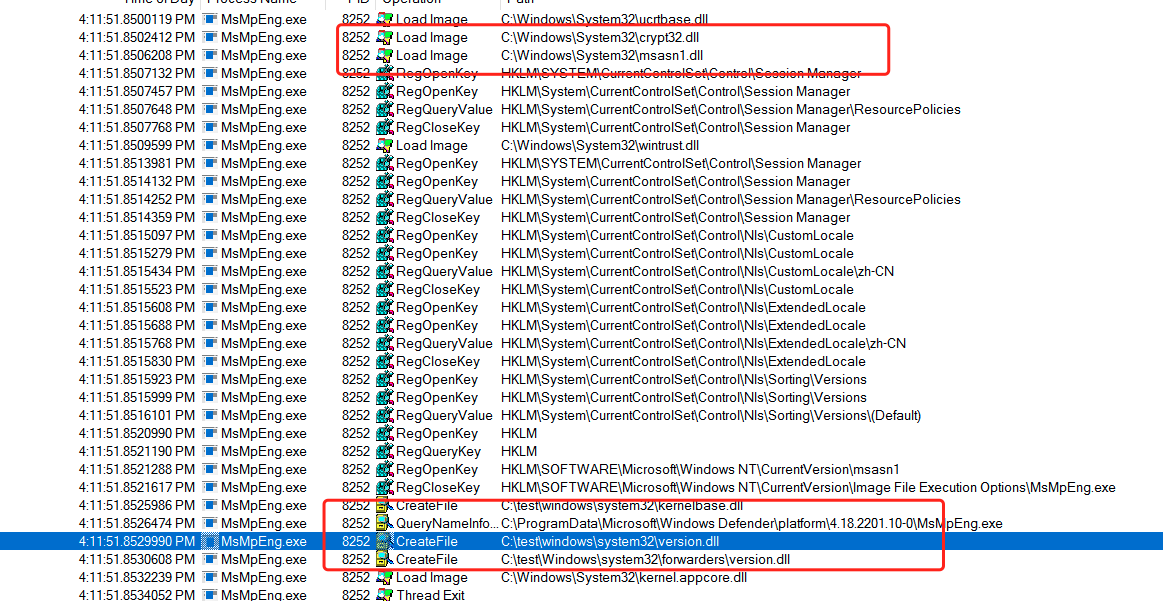 Time of Day Process Name PID Operation Path
4:11:51.8500119 PM MsMpEng.exe 8252 Load Image C:\Windows\System32\ucrtbase.dll
4:11:51.8502412 PM MsMpEng.exe 8252 Load Image C:\Windows\System32\crypt32.dll
4:11:51.8506208 PM MsMpEng.exe 8252 Load Image C:\Windows\System32\msasn1.dll
4:11:51.8507132 PM MsMpEng.exe 8252 RegOpenKey HKLM\SYSTEM\CurrentControlSet\Control\Session Manager
4:11:51.8507457 PM MsMpEng.exe 8252 RegOpenKey HKLM\System\CurrentControlSet\Control\Session Manager
4:11:51.8507648 PM MsMpEng.exe 8252 RegQueryValue HKLM\System\CurrentControlSet\Control\Session Manager\ResourcePolicies
4:11:51.8507768 PM MsMpEng.exe 8252 RegCloseKey HKLM\System\CurrentControlSet\Control\Session Manager
4:11:51.8509599 PM MsMpEng.exe 8252 Load Image C:\Windows\System32\wintrust.dll
4:11:51.8513981 PM MsMpEng.exe 8252 RegOpenKey HKLM\SYSTEM\CurrentControlSet\Control\Session Manager
4:11:51.8514132 PM MsMpEng.exe 8252 RegOpenKey HKLM\System\CurrentControlSet\Control\Session Manager
4:11:51.8514252 PM MsMpEng.exe 8252 RegQueryValue HKLM\System\CurrentControlSet\Control\Session Manager\ResourcePolicies
4:11:51.8514359 PM MsMpEng.exe 8252 RegCloseKey HKLM\System\CurrentControlSet\Control\Session Manager
4:11:51.8515097 PM MsMpEng.exe 8252 RegOpenKey HKLM\System\CurrentControlSet\Control\Nls\CustomLocale
4:11:51.8515279 PM MsMpEng.exe 8252 RegOpenKey HKLM\System\CurrentControlSet\Control\Nls\CustomLocale
4:11:51.8515434 PM MsMpEng.exe 8252 RegQueryValue HKLM\System\CurrentControlSet\Control\Nls\CustomLocale\zh-CN
4:11:51.8515523 PM MsMpEng.exe 8252 RegCloseKey HKLM\System\CurrentControlSet\Control\Nls\CustomLocale
4:11:51.8515608 PM MsMpEng.exe 8252 RegOpenKey HKLM\System\CurrentControlSet\Control\Nls\ExtendedLocale
4:11:51.8515688 PM MsMpEng.exe 8252 RegOpenKey HKLM\System\CurrentControlSet\Control\Nls\ExtendedLocale
4:11:51.8515768 PM MsMpEng.exe 8252 RegQueryValue HKLM\System\CurrentControlSet\Control\Nls\ExtendedLocale\zh-CN
4:11:51.8515830 PM MsMpEng.exe 8252 RegCloseKey HKLM\System\CurrentControlSet\Control\Nls\ExtendedLocale
4:11:51.8515923 PM MsMpEng.exe 8252 RegOpenKey HKLM\System\CurrentControlSet\Control\Nls\Sorting\Versions
4:11:51.8515999 PM MsMpEng.exe 8252 RegOpenKey HKLM\System\CurrentControlSet\Control\Nls\Sorting\Versions
4:11:51.8516101 PM MsMpEng.exe 8252 RegQueryValue HKLM\System\CurrentControlSet\Control\Nls\Sorting\Versions\(Default)
4:11:51.8520990 PM MsMpEng.exe 8252 RegOpenKey HKLM
4:11:51.8521190 PM MsMpEng.exe 8252 RegQueryKey HKLM
4:11:51.8521288 PM MsMpEng.exe 8252 RegOpenKey HKLM\SOFTWARE\Microsoft\Windows NT\CurrentVersion\msasn1
4:11:51.8521617 PM MsMpEng.exe 8252 RegOpenKey HKLM\SOFTWARE\Microsoft\Windows NT\CurrentVersion\Image File Execution Options\MsMpEng.exe
4:11:51.8525986 PM MsMpEng.exe 8252 CreateFile C:\test\windows\system32\kernelbase.dll
4:11:51.8526474 PM MsMpEng.exe 8252 QueryNameInfo... C:\ProgramData\Microsoft\Windows Defender\platform\4.18.2201.10-0\MsMpEng.exe
4:11:51.8529990 PM MsMpEng.exe 8252 CreateFile C:\test\windows\system32\version.dll
4:11:51.8530608 PM MsMpEng.exe 8252 CreateFile C:\test\Windows\system32\forwarders\version.dll
4:11:51.8532239 PM MsMpEng.exe 8252 Load Image C:\Windows\System32\kernel.appcore.dll
4:11:51.8534052 PM MsMpEng.exe 8252 Thread Exit